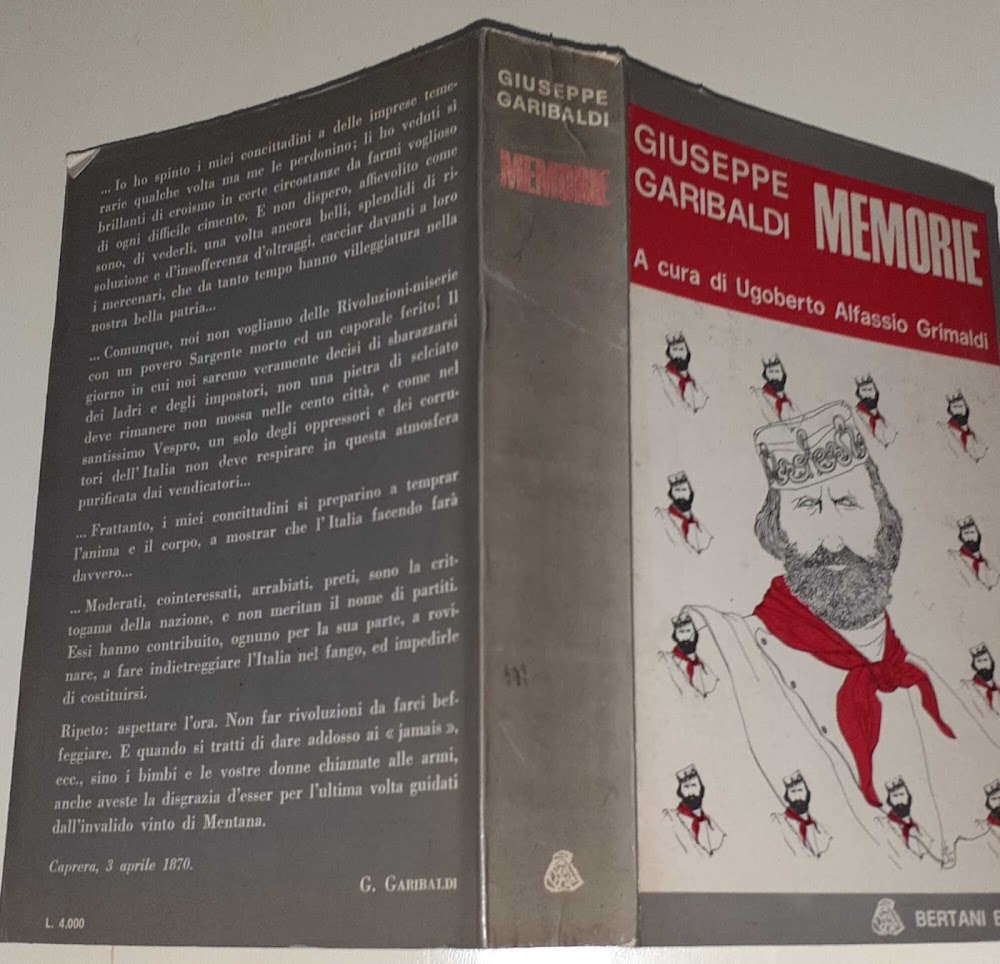 ... Io ho spinto i miei concittadini a delle imprese teme-
rarie qualche volta ma me le perdonino; li ho veduti sì
brillanti di eroismo in certe circostanze da farmi voglioso
di ogni difficile cimento. E non dispero, affievolito come
sono, di vederli, una volta ancora belli, splendidi di ri-
soluzione e d'insofferenza d'oltraggi, cacciar davanti a loro
i mercenari, che da tanto tempo hanno villeggiatura nella
nostra bella patria...
... Comunque, noi non vogliamo delle Rivoluzioni-miserie
con un povero Sargente morto ed un caporale ferito! Il
giorno in cui noi saremo veramente decisi di sbarazzarsi
dei ladri e degli impostori, non una pietra di selciato
deve rimanere non mossa nelle cento città, e come nel
santissimo Vespro, un solo degli oppressori e dei corru-
tori dell'Italia non deve respirare in questa atmosfera
purificata dai vendicatori...
... Frattanto, i miei concittadini si preparino a temprar
l'anima e il corpo, a mostrar che l'Italia facendo farà
davvero...
... Moderati, cointeressati, arrabiati, preti, sono la crit-
togama della nazione, e non meritan il nome di partiti.
Essi hanno contribuito, ognuno per la sua parte, a rovi-
nare, a fare indietreggiare l'Italia nel fango, ed impedirle
di costituirsi.
Ripeto: aspettare l'ora. Non far rivoluzioni da farci bef-
feggiare. E quando si tratti di dare addosso ai « jamais »,
ecc., sino i bimbi e le vostre donne chiamate alle armi,
anche aveste la disgrazia d'esser per l'ultima volta guidati
dall'invalido vinto di Mentana.
Caprera, 3 aprile 1870.
G. GARIBALDI
L. 4.000
GIUSEPPE
GARIBALDI
MEMORIE
GIUSEPPE
GARIBALDI
MEMORIE
A cura di Ugoberto Alfassio Grimaldi
BERTANI E